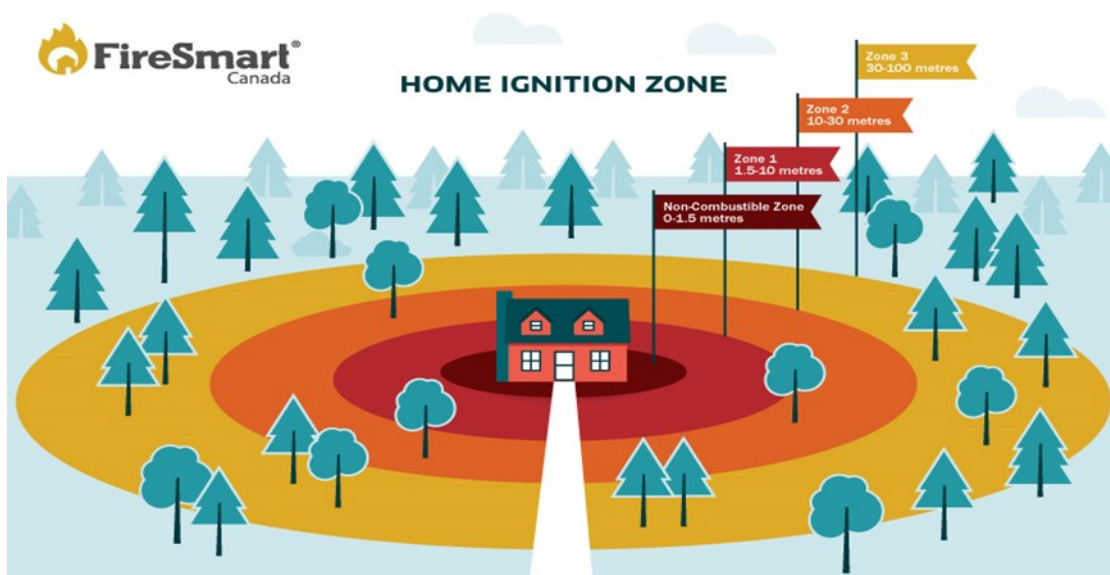 FireSmart®
Canada
HOME IGNITION ZONE
Zone 3
30-100 metres
Zone 2
10-30 metres
Zone 1
1.5-10 metres
Non-Combustible Zone
0-1.5 metres